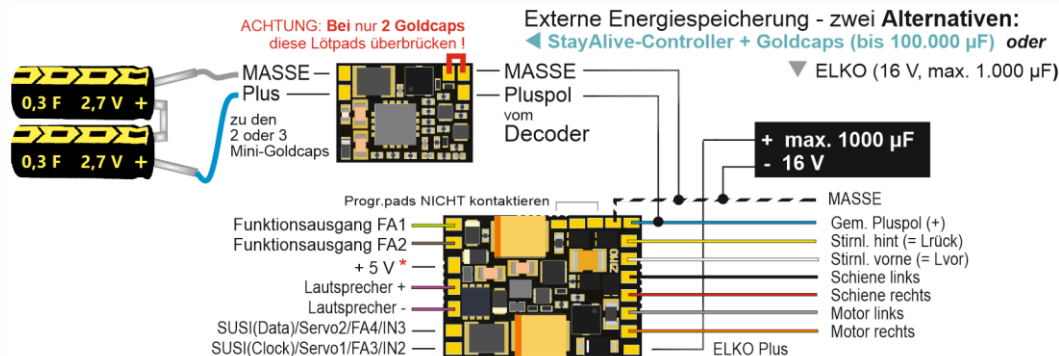 ACHTUNG: Bei nur 2 Goldcaps
diese Lötpads überbrücken !
Externe Energiespeicherung - zwei Alternativen:
StayAlive-Controller + Goldcaps (bis 100.000 µF) oder
ELKO (16 V, max. 1.000 µF)
0,3 F 2,7 V +
0,3 F 2,7 V +
MASSE
Plus
zu den
2 oder 3
Mini-Goldcaps
MASSE
Pluspol
vom
Decoder
+ max. 1000 µF
- 16 V
Progr.pads NICHT kontaktieren
Funktionsausgang FA1
Funktionsausgang FA2
+ 5 V *
Lautsprecher +
Lautsprecher -
SUSI(Data)/Servo2/FA4/IN3
SUSI(Clock)/Servo1/FA3/IN2
ZIMO
MASSE
Gem. Pluspol (+)
Stirnl. hint (= Lrück)
Stirnl. vorne (= Lvor)
Schiene links
Schiene rechts
Motor links
Motor rechts
ELKO Plus